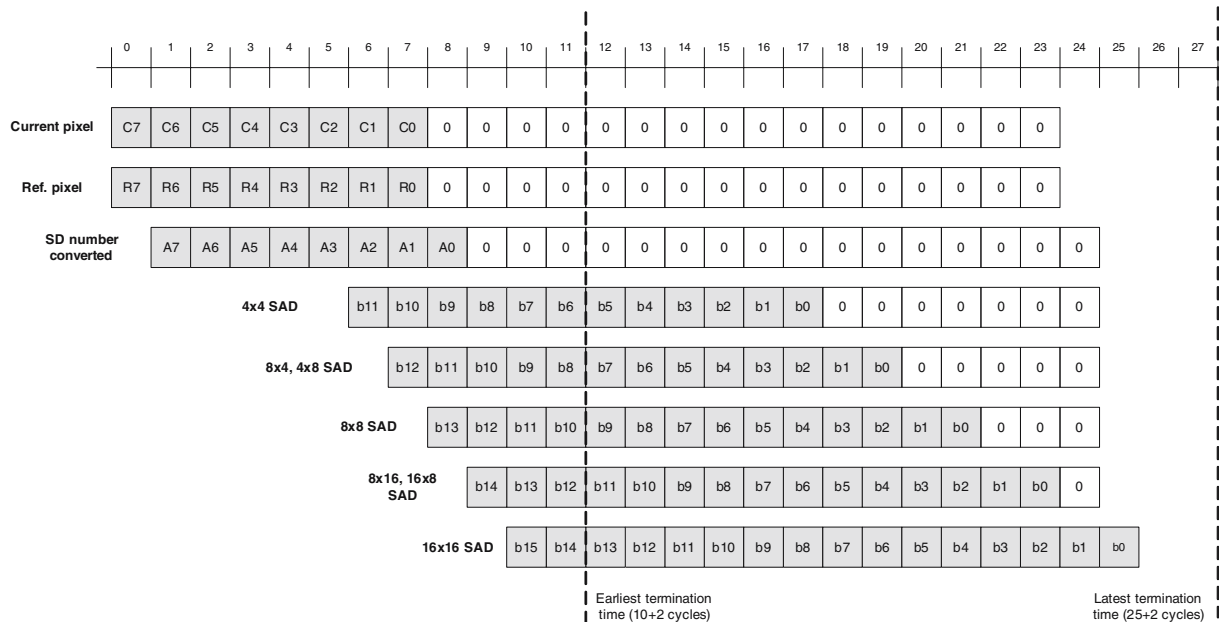 0 1 2 3 4 5 6 7 8 9 10 11 12 13 14 15 16 17 18 19 20 21 22 23 24 25 26 27
Current pixel C7 C6 C5 C4 C3 C2 C1 C0 0 0 0 0 0 0 0 0 0 0 0 0 0 0 0 0
Ref. pixel R7 R6 R5 R4 R3 R2 R1 R0 0 0 0 0 0 0 0 0 0 0 0 0 0 0 0 0
SD number
converted A7 A6 A5 A4 A3 A2 A1 A0 0 0 0 0 0 0 0 0 0 0 0 0 0 0 0 0
4x4 SAD b11 b10 b9 b8 b7 b6 b5 b4 b3 b2 b1 b0 0 0 0 0 0 0 0
8x4, 4x8 SAD b12 b11 b10 b9 b8 b7 b6 b5 b4 b3 b2 b1 b0 0 0 0 0 0
8x8 SAD b13 b12 b11 b10 b9 b8 b7 b6 b5 b4 b3 b2 b1 b0 0 0 0
8x16, 16x8
SAD b14 b13 b12 b11 b10 b9 b8 b7 b6 b5 b4 b3 b2 b1 b0 0
16x16 SAD b15 b14 b13 b12 b11 b10 b9 b8 b7 b6 b5 b4 b3 b2 b1 b0
Earliest termination
time (10+2 cycles)
Latest termination
time (25+2 cycles)